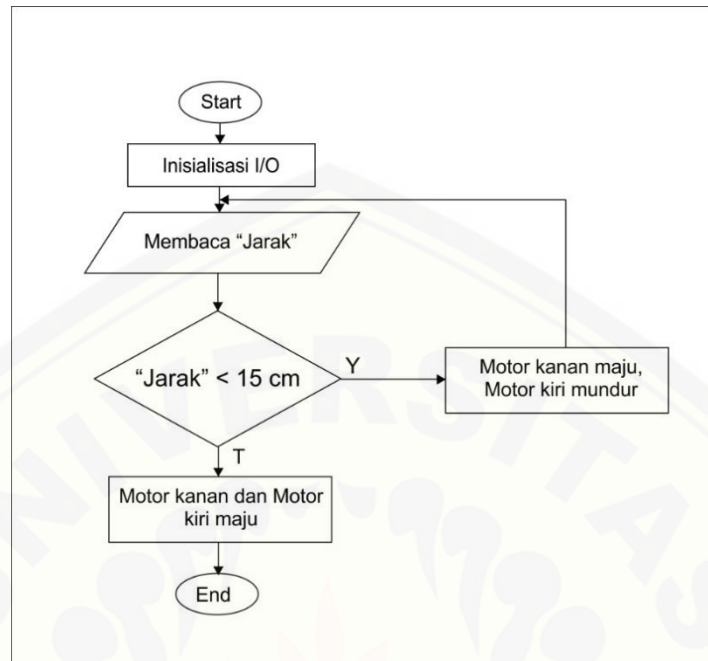 Start
Inisialisasi I/O
Membaca “Jarak”
“Jarak” < 15 cm
Y
Motor kanan maju,
Motor kiri mundur
T
Motor kanan dan Motor
kiri maju
End
UNIVERSITAS